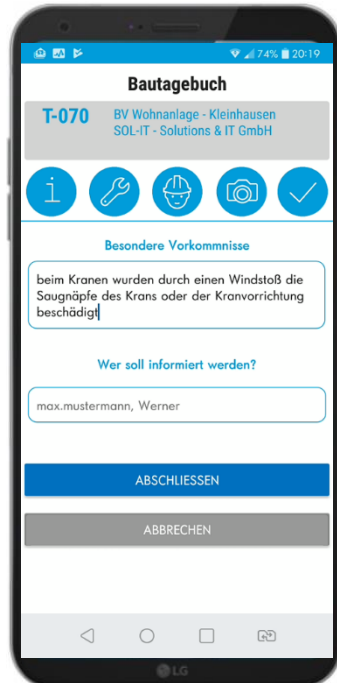 74% 20:19
Bautagebuch
T-070
BV Wohnanlage - Kleinhausen
SOL-IT - Solutions & IT GmbH
i
Besondere Vorkommnisse
beim Kranen wurden durch einen Windstoß die
Saugnäpfe des Krans oder der Kranvorrichtung
beschädigt
Wer soll informiert werden?
max.mustermann, Werner
ABSCHLIESSEN
ABBRECHEN
LG